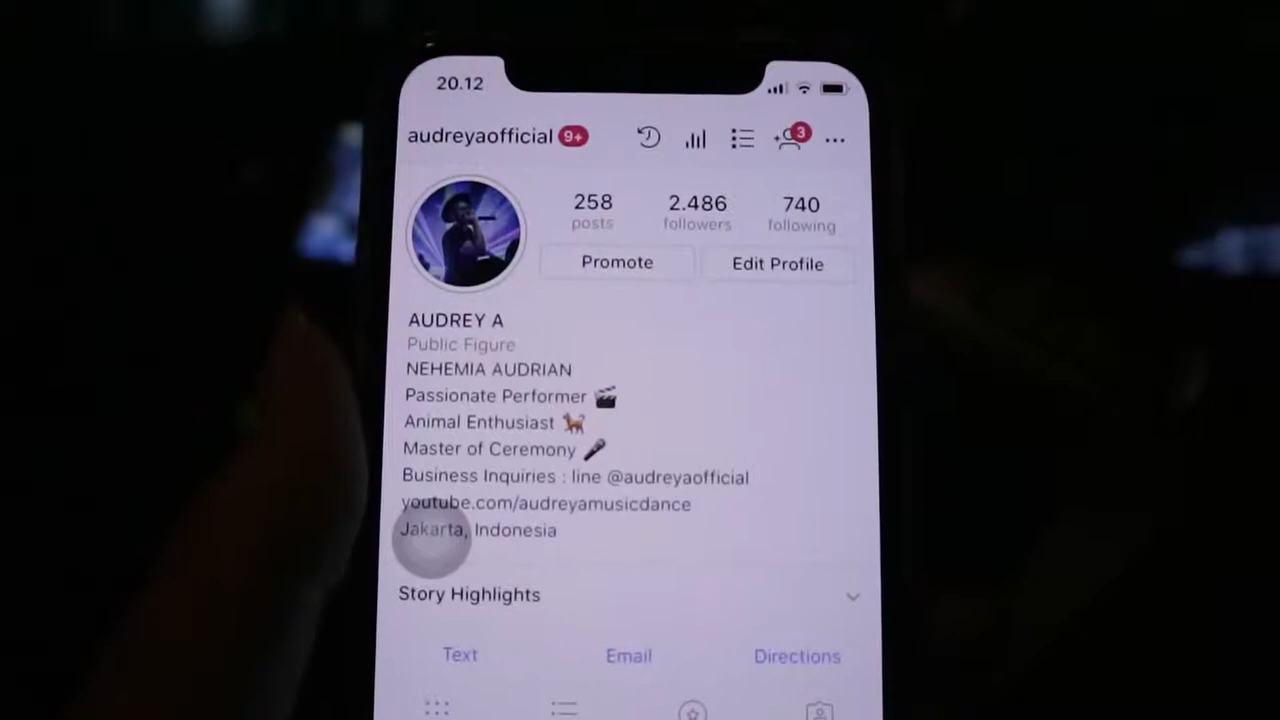 20.12
audreyaofficial 9+
3
258 2.486 740
posts followers following
Promote Edit Profile
AUDREY A
Public Figure
NEHEMIA AUDRIAN
Passionate Performer 🎬
Animal Enthusiast 🐕
Master of Ceremony 🎤
Business Inquiries : line @audreyaofficial
youtube.com/audreyamusicdance
Jakarta, Indonesia
Story Highlights
Text Email Directions